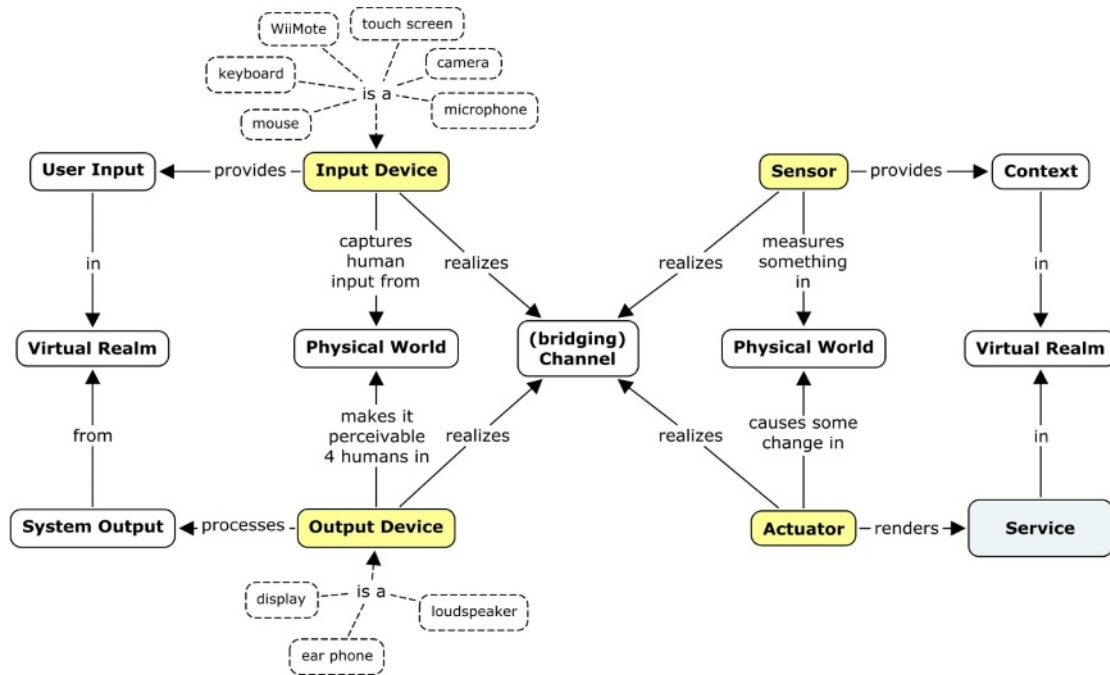 WiiMote
touch screen
keyboard
camera
is a
mouse
microphone
User Input
provides
Input Device
Sensor
provides
Context
captures
human
input from
measures
something
in
in
realizes
realizes
in
Virtual Realm
Physical World
(bridging)
Channel
Physical World
Virtual Realm
from
makes it
perceivable
4 humans in
realizes
realizes
causes some
change in
in
System Output
processes
Output Device
Actuator
renders
Service
display
is a
loudspeaker
ear phone